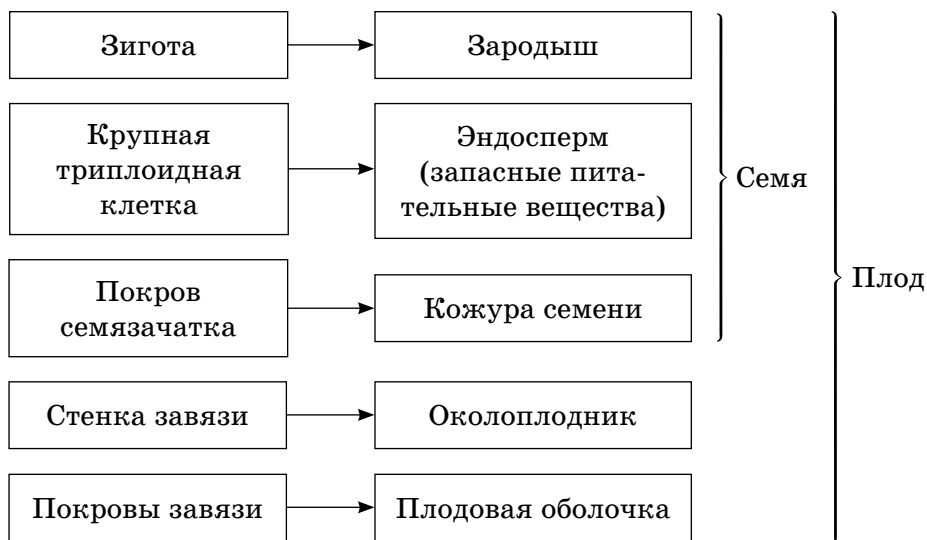 Зигота
Зародыш
Крупная
триплоидная
клетка
Эндосперм
(запасные пита-
тельные вещества)
Семя
Покров
семязачатка
Кожура семени
Плод
Стенка завязи
Околоплодник
Покровы завязи
Плодовая оболочка